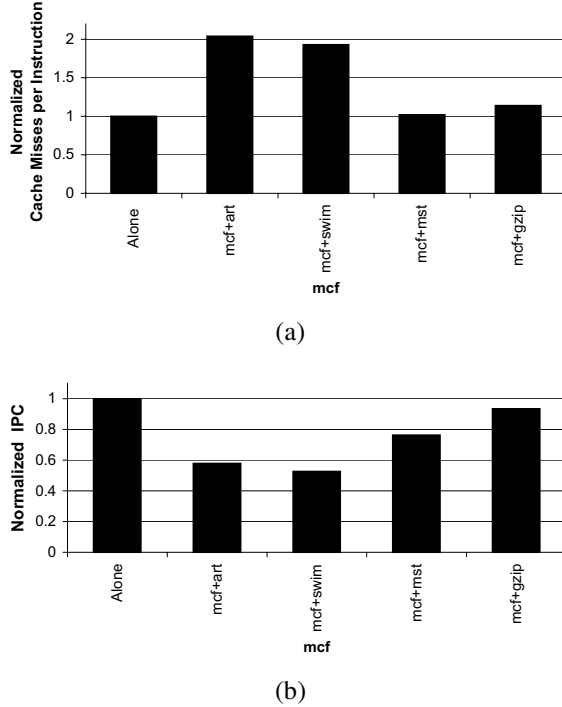 Normalized
Cache Misses per Instruction
2
1.5
1
0.5
0
Alone
mcf+art
mcf+swim
mcf+mst
mcf+gzip
mcf
(a)
Normalized IPC
1
0.8
0.6
0.4
0.2
0
Alone
mcf+art
mcf+swim
mcf+mst
mcf+gzip
mcf
(b)